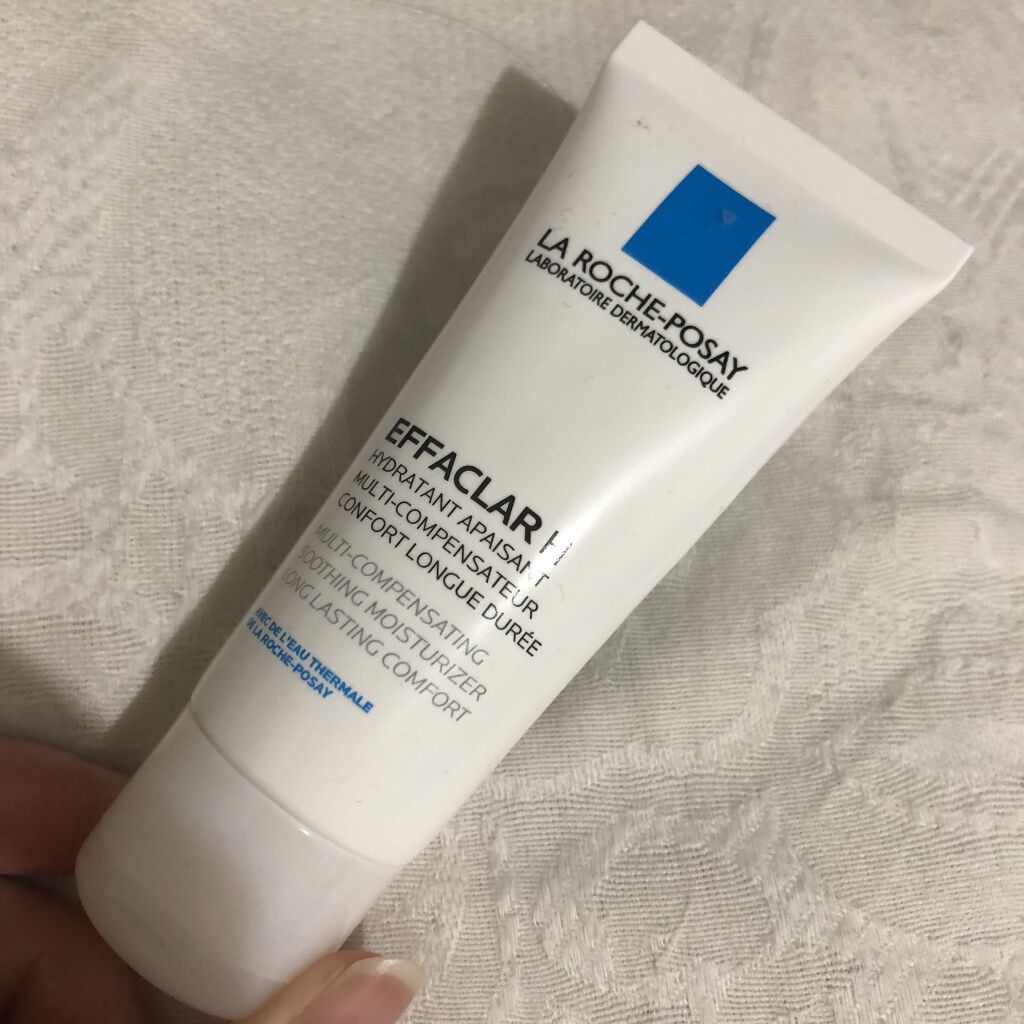 LA ROCHE-POSAY
LABORATOIRE DERMATOLOGIQUE
EFFACLAR H
HYDRATANT APAISANT
MULTI-COMPENSATEUR
CONFORT LONGUE DURÉE
MULTI-COMPENSATING
SOOTHING MOISTURIZER
LONG LASTING COMFORT
AVEC DE L'EAU THERMALE
DE LA ROCHE-POSAY